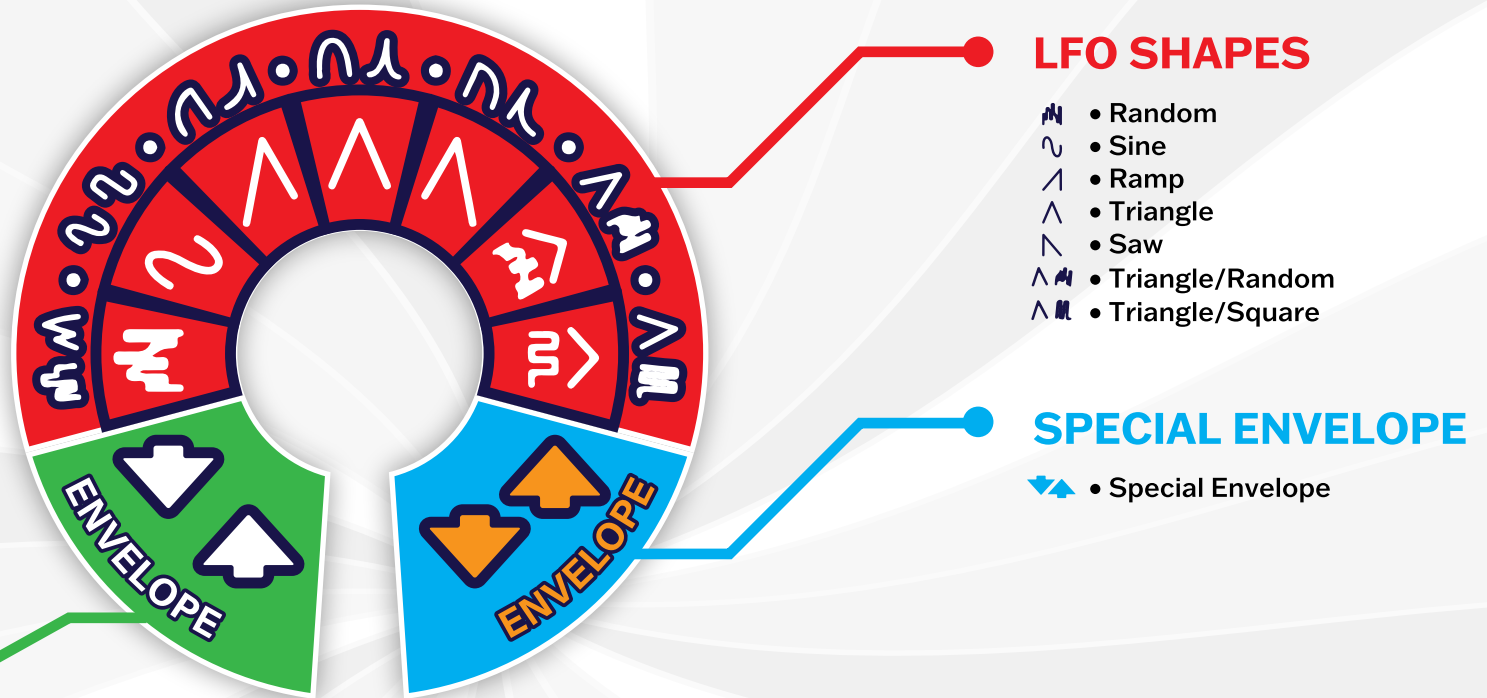 LFO SHAPES
• Random
• Sine
• Ramp
• Triangle
• Saw
• Triangle/Random
• Triangle/Square
SPECIAL ENVELOPE
• Special Envelope
ENVELOPE
ENVELOPE